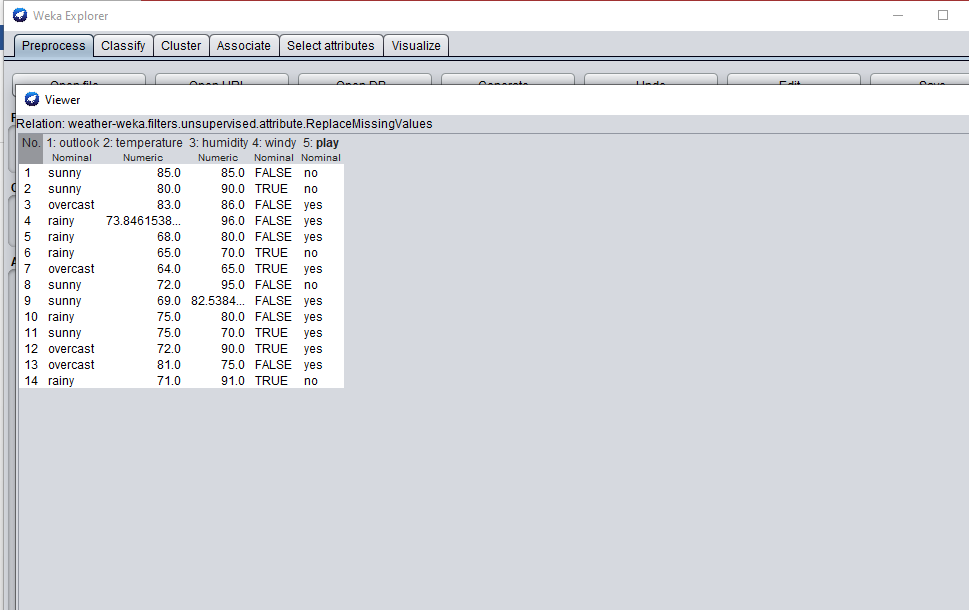 Weka Explorer
Preprocess Classify Cluster Associate Select attributes Visualize
Open file... Open URL... Open DB... Generate... Undo Edit... Save...
Viewer
Relation: weather-weka.filters.unsupervised.attribute.ReplaceMissingValues
No. 1: outlook 2: temperature 3: humidity 4: windy 5: play
Nominal Numeric Numeric Nominal Nominal
1 sunny 85.0 85.0 FALSE no
2 sunny 80.0 90.0 TRUE no
3 overcast 83.0 86.0 FALSE yes
4 rainy 73.8461538... 96.0 FALSE yes
5 rainy 68.0 80.0 FALSE yes
6 rainy 65.0 70.0 TRUE no
7 overcast 64.0 65.0 TRUE yes
8 sunny 72.0 95.0 FALSE no
9 sunny 69.0 82.5384... FALSE yes
10 rainy 75.0 80.0 FALSE yes
11 sunny 75.0 70.0 TRUE yes
12 overcast 72.0 90.0 TRUE yes
13 overcast 81.0 75.0 FALSE yes
14 rainy 71.0 91.0 TRUE no